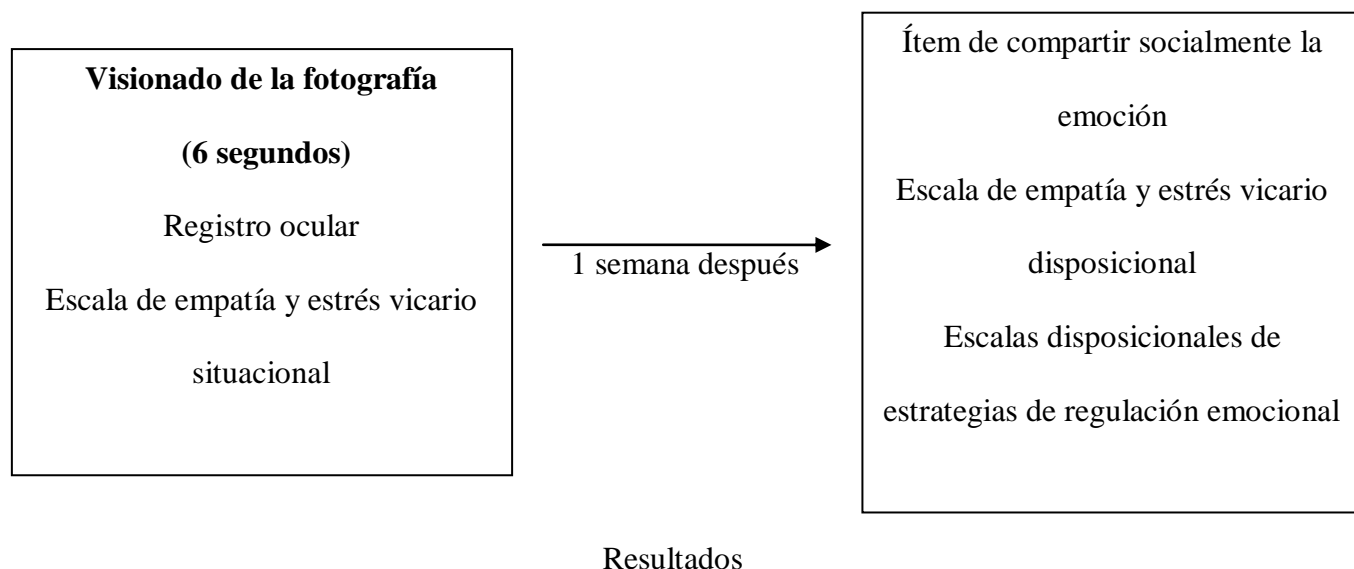 Visionado de la fotografía
(6 segundos)
Registro ocular
Escala de empatía y estrés vicario
situacional
1 semana después
Ítem de compartir socialmente la
emoción
Escala de empatía y estrés vicario
disposicional
Escalas disposicionales de
estrategias de regulación emocional
Resultados